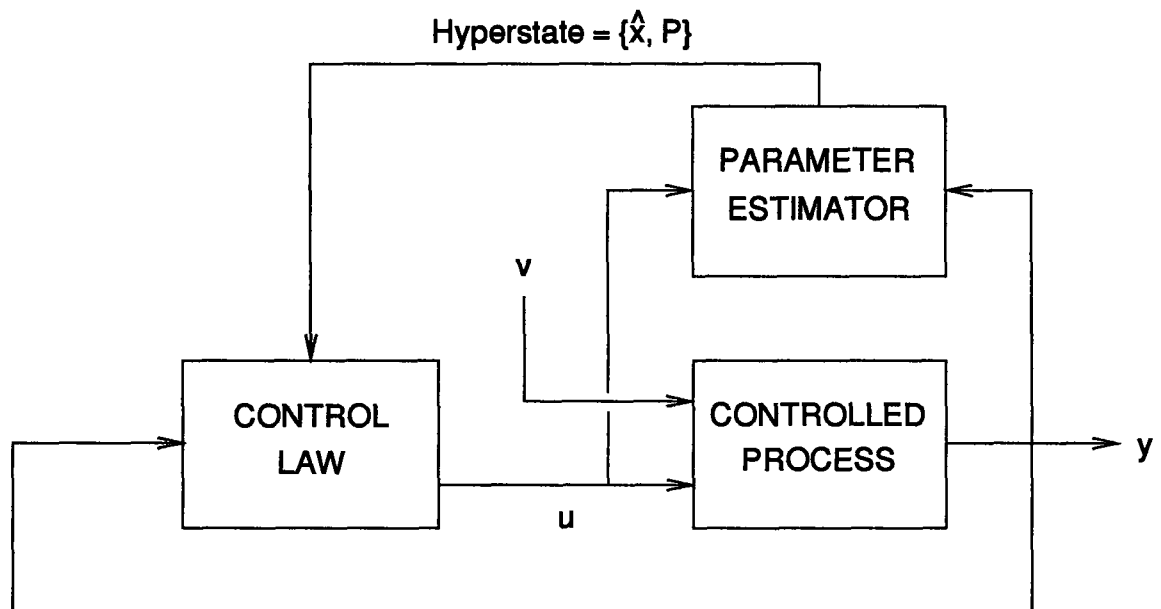 Hyperstate = {x̂, P}
PARAMETER
ESTIMATOR
v
CONTROL
LAW
CONTROLLED
PROCESS
y
u